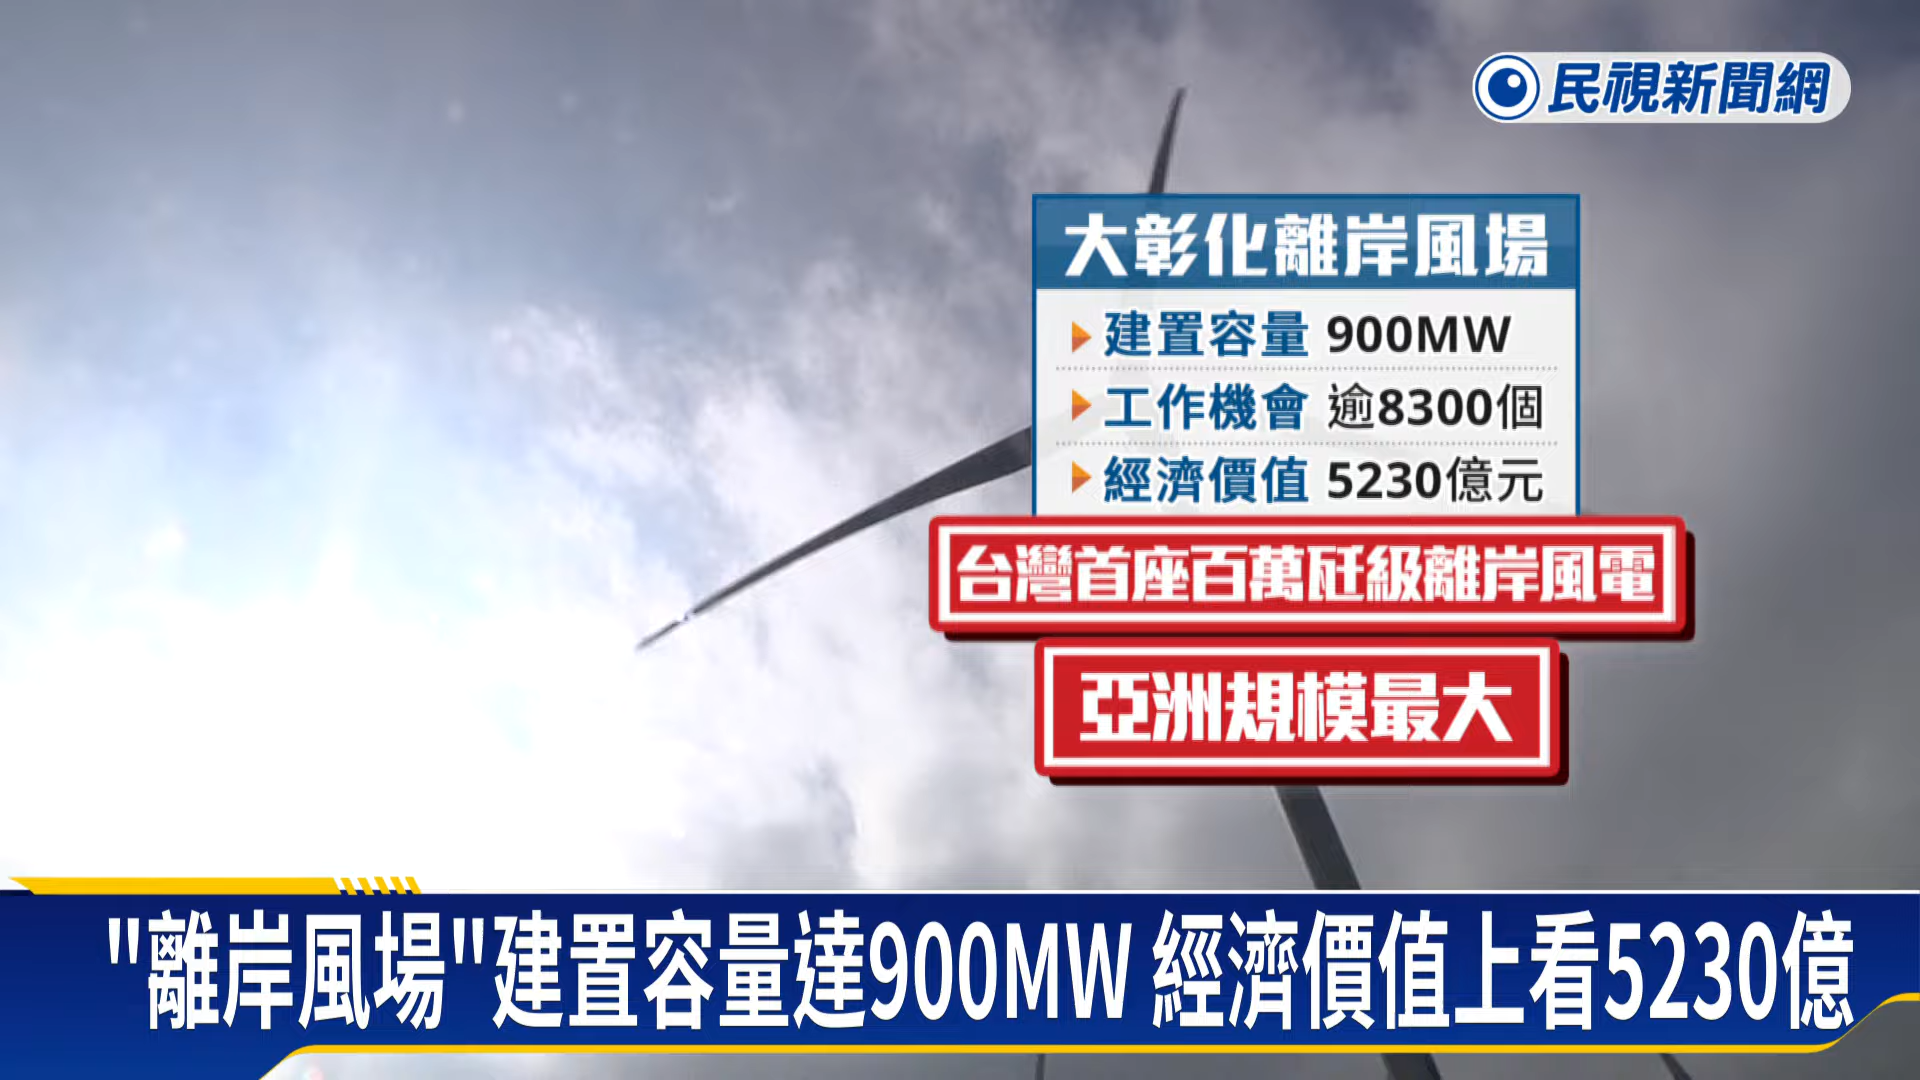 民視新聞網
大彰化離岸風場
建置容量 900MW
工作機會 逾8300個
經濟價值 5230億元
台灣首座百萬瓩級離岸風電
亞洲規模最大
"離岸風場"建置容量達900MW 經濟價值上看5230億